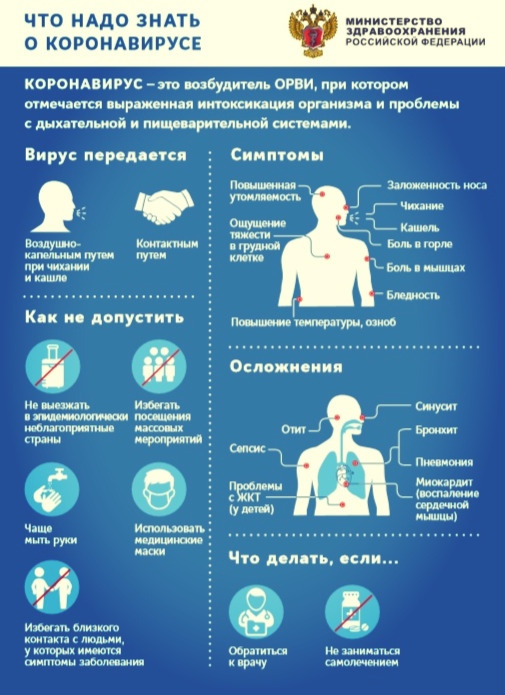 ЧТО НАДО ЗНАТЬ
О КОРОНАВИРУСЕ
МИНИСТЕРСТВО
ЗДРАВООХРАНЕНИЯ
РОССИЙСКОЙ ФЕДЕРАЦИИ
КОРОНАВИРУС – это возбудитель ОРВИ, при котором
отмечается выраженная интоксикация организма и проблемы
с дыхательной и пищеварительной системами.
Вирус передается
Воздушно-
капельным путем
при чихании
и кашле
Контактным
путем
Симптомы
Повышенная
утомляемость
Ощущение
тяжести
в грудной
клетке
Заложенность носа
Чихание
Кашель
Боль в горле
Боль в мышцах
Бледность
Повышение температуры, озноб
Как не допустить
Не выезжать
в эпидемиологически
неблагоприятные
страны
Избегать
посещения
массовых
мероприятий
Чаще
мыть руки
Использовать
медицинские
маски
Избегать близкого
контакта с людьми,
у которых имеются
симптомы заболевания
Осложнения
Отит
Сепсис
Проблемы
с ЖКТ
(у детей)
Синусит
Бронхит
Пневмония
Миокардит
(воспаление
сердечной
мышцы)
Что делать, если...
Обратиться
к врачу
Не заниматься
самолечением